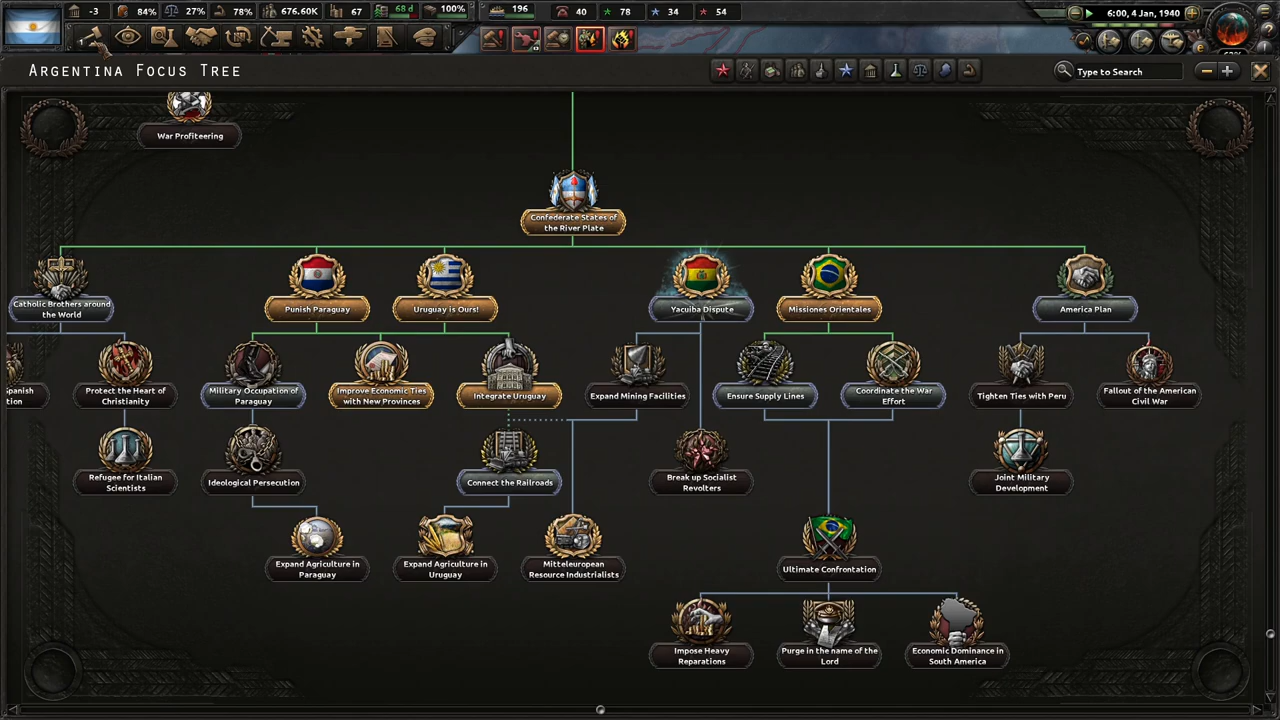 -3
84%
27%
78%
676.60K
67
68 d
100%
196
40
78
34
54
6:00, 4 Jan, 1940
Argentina Focus Tree
Type to Search
War Profiteering
Confederate States of
the River Plate
Catholic Brothers around
the World
Punish Paraguay
Uruguay is Ours!
Yacuiba Dispute
Missiones Orientales
America Plan
Protect the Heart of
Christianity
Military Occupation of
Paraguay
Improve Economic Ties
with New Provinces
Integrate Uruguay
Expand Mining Facilities
Ensure Supply Lines
Coordinate the War
Effort
Tighten Ties with Peru
Fallout of the American
Civil War
Refugee for Italian
Scientists
Ideological Persecution
Connect the Railroads
Break up Socialist
Revolters
Joint Military
Development
Expand Agriculture in
Paraguay
Expand Agriculture in
Uruguay
Mitteleuropean
Resource Industrialists
Ultimate Confrontation
Impose Heavy
Reparations
Purge in the name of the
Lord
Economic Dominance in
South America